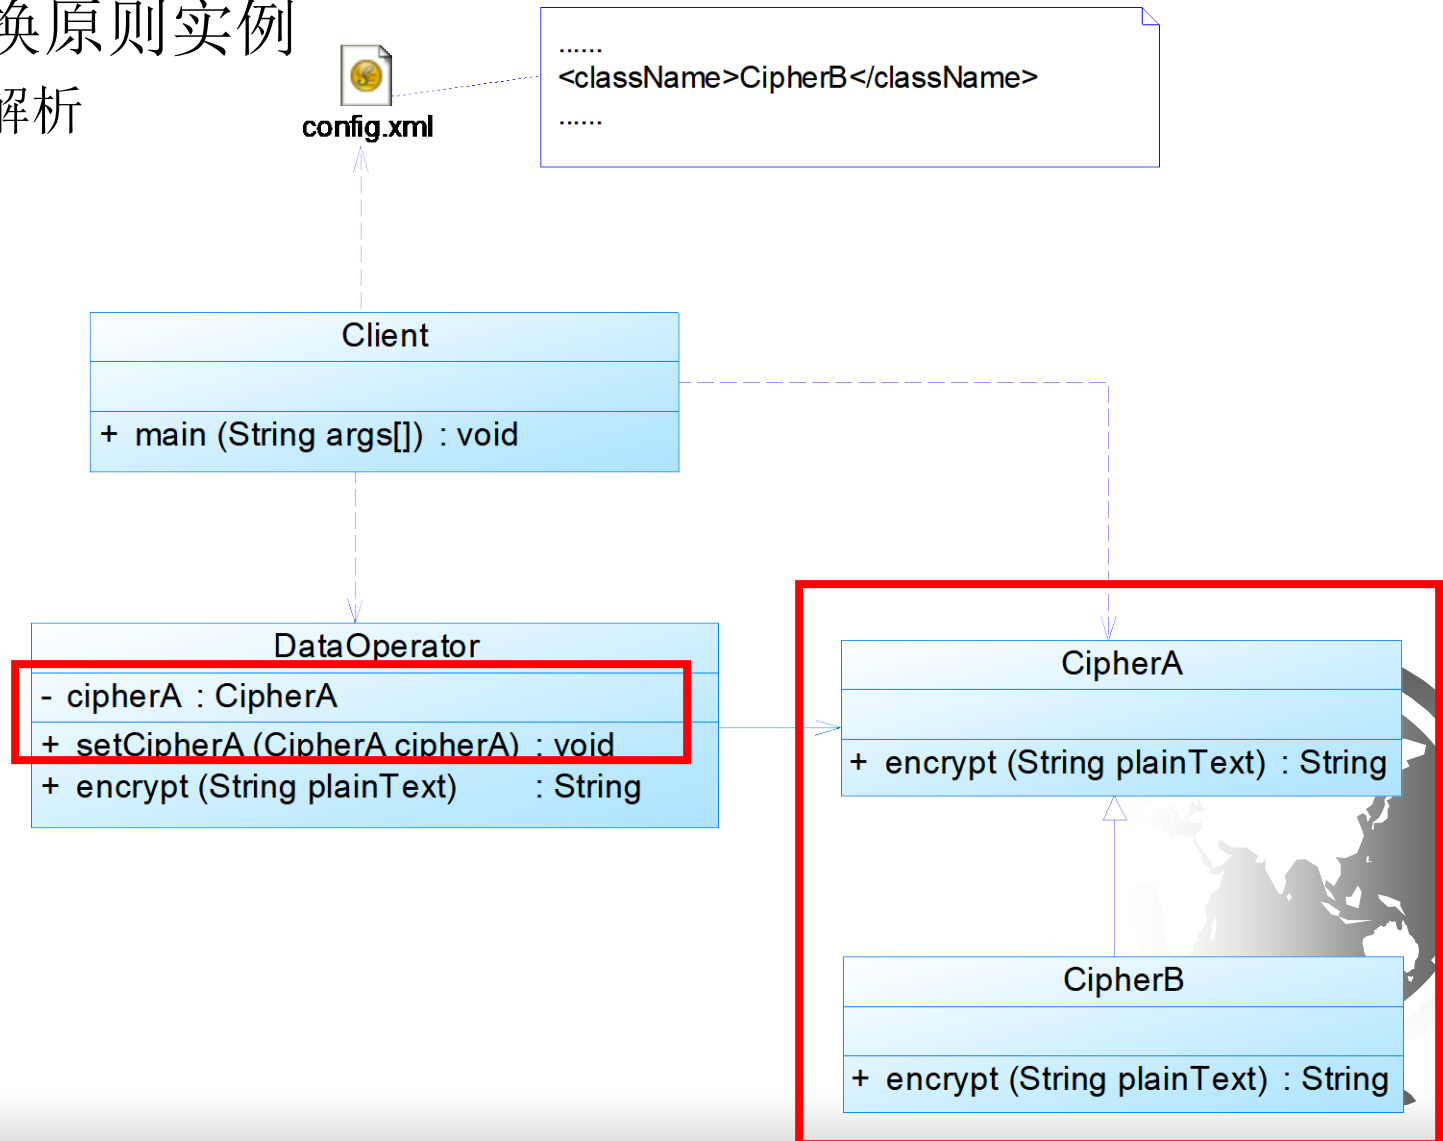 换原则实例
解析
config.xml
......
<className>CipherB</className>
......
Client
+ main (String args[]) : void
DataOperator
- cipherA : CipherA
+ setCipherA (CipherA cipherA) : void
+ encrypt (String plainText) : String
CipherA
+ encrypt (String plainText) : String
CipherB
+ encrypt (String plainText) : String